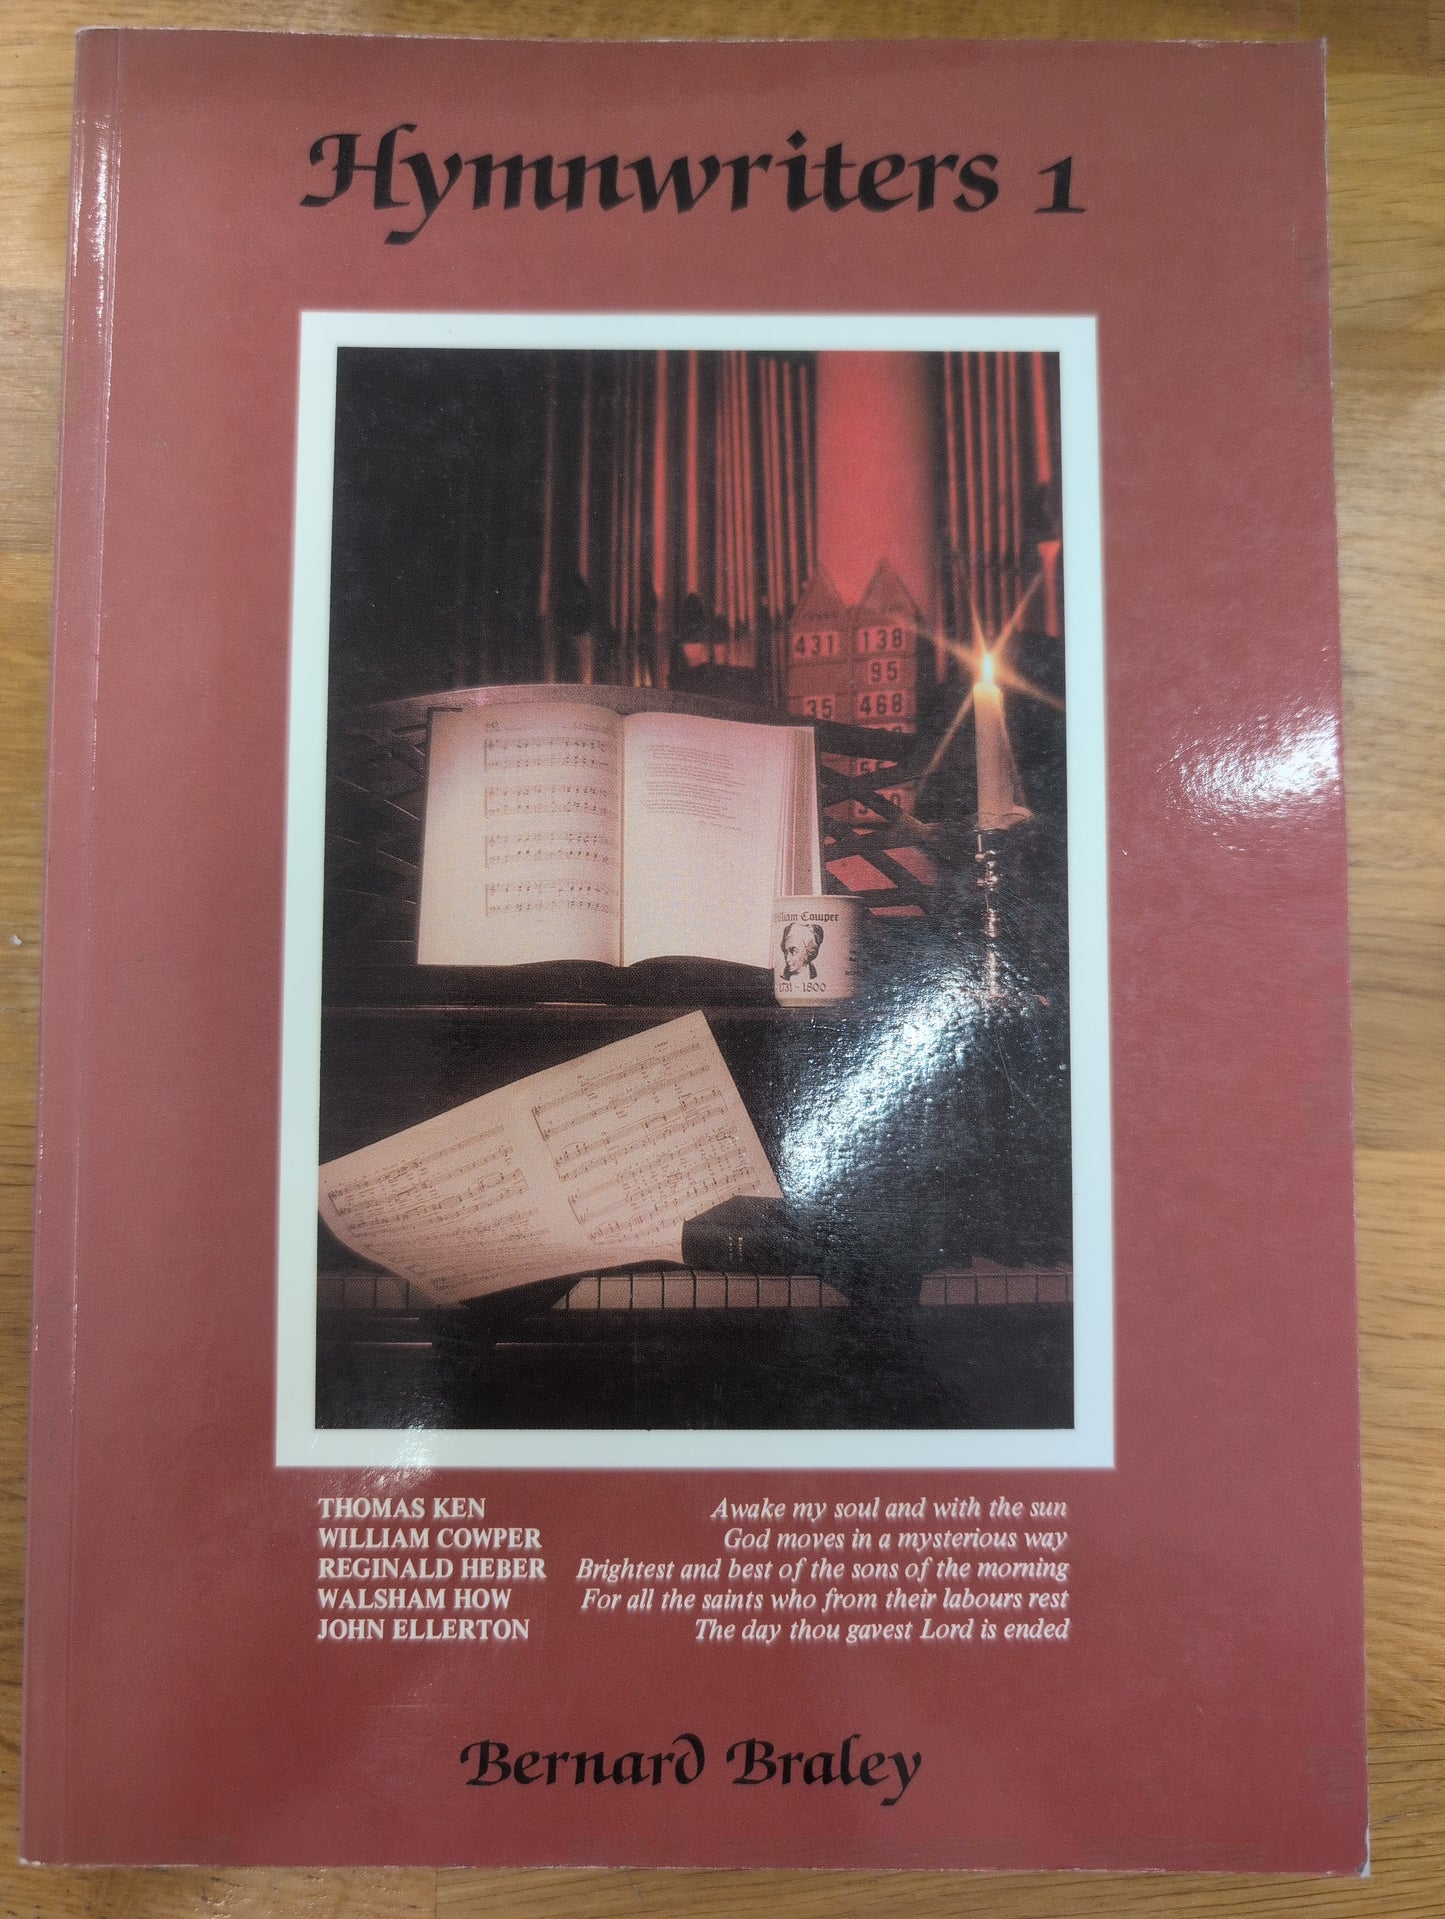 Hymnwriters 1
431 138
95
35 468
William Cowper
1731 - 1800
THOMAS KEN Awake my soul and with the sun
WILLIAM COWPER God moves in a mysterious way
REGINALD HEBER Brightest and best of the sons of the morning
WALSHAM HOW For all the saints who from their labours rest
JOHN ELLERTON The day thou gavest Lord is ended
Bernard Braley